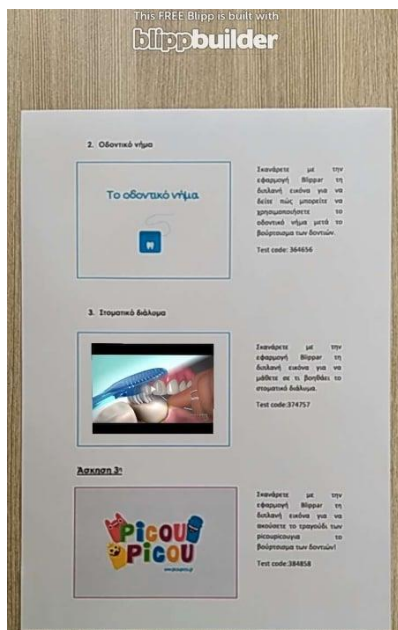 This FREE Blipp is built with
blippbuilder
2. Οδοντικό νήμα
Το οδοντικό νήμα
Σκανάρετε με την
εφαρμογή Blippar τη
διπλανή εικόνα για να
δείτε πώς μπορείτε να
χρησιμοποιήσετε το
οδοντικό νήμα μετά το
βούρτσισμα των δοντιών.
Test code: 364656
3. Στοματικό διάλυμα
Σκανάρετε με την
εφαρμογή Blippar τη
διπλανή εικόνα για να
μάθετε σε τι βοηθάει το
στοματικό διάλυμα.
Test code:374757
Άσκηση 3η
PICOU
PICOU
www.picoupicou.gr
Σκανάρετε με την
εφαρμογή Blippar τη
διπλανή εικόνα για να
ακούσετε το τραγούδι των
picoupicouγια το
βούρτσισμα των δοντιών!
Test code:384858